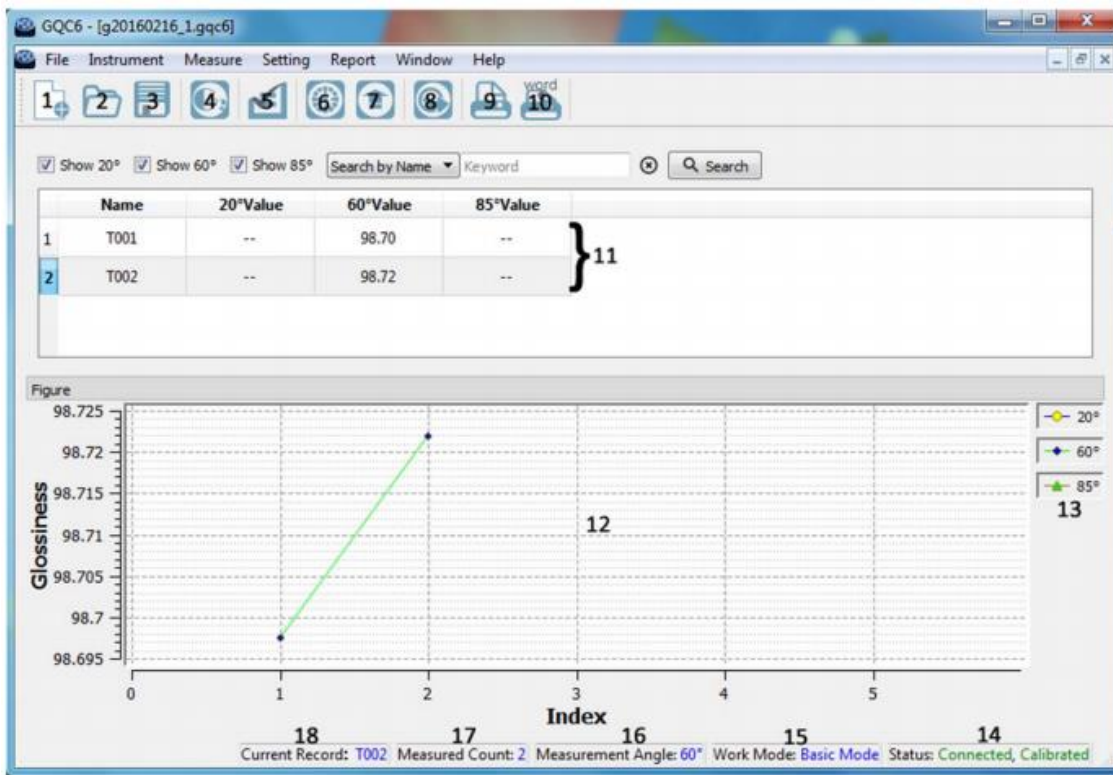 GQC6 - [g20160216_1.gqc6]
File Instrument Measure Setting Report Window Help
1 2 3 4 5 6 7 8 9 word 10
Show 20° Show 60° Show 85° Search by Name Keyword Search
Name 20°Value 60°Value 85°Value
1 T001 -- 98.70 --
2 T002 -- 98.72 --
11
Figure
98.725
98.72
98.715
98.71
98.705
98.7
98.695
Glossiness
20°
60°
85°
13
12
0 1 2 3 4 5
Index
18 17 16 15 14
Current Record: T002 Measured Count: 2 Measurement Angle: 60° Work Mode: Basic Mode Status: Connected, Calibrated